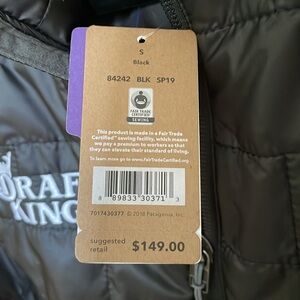 S
Black
84242 BLK SP19
FAIR TRADE
CERTIFIED
SEWING
This product is made in a Fair Trade
Certified™ sewing facility, which means
we pay a premium to workers so that
they can elevate their standard of living.
To learn more go to www.FairTradeCertified.org.
8 89833 30371 3
7017430377 © 2018 Patagonia, Inc.
suggested
retail $149.00
DRAF
KING